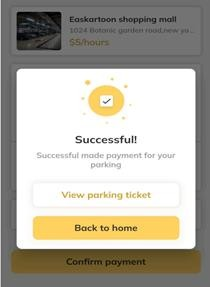 Easkartoon shopping mall
1024 Botanic garden road,new yo...
$5/hours
Successful!
Successful made payment for your
parking
View parking ticket
Back to home
Confirm payment